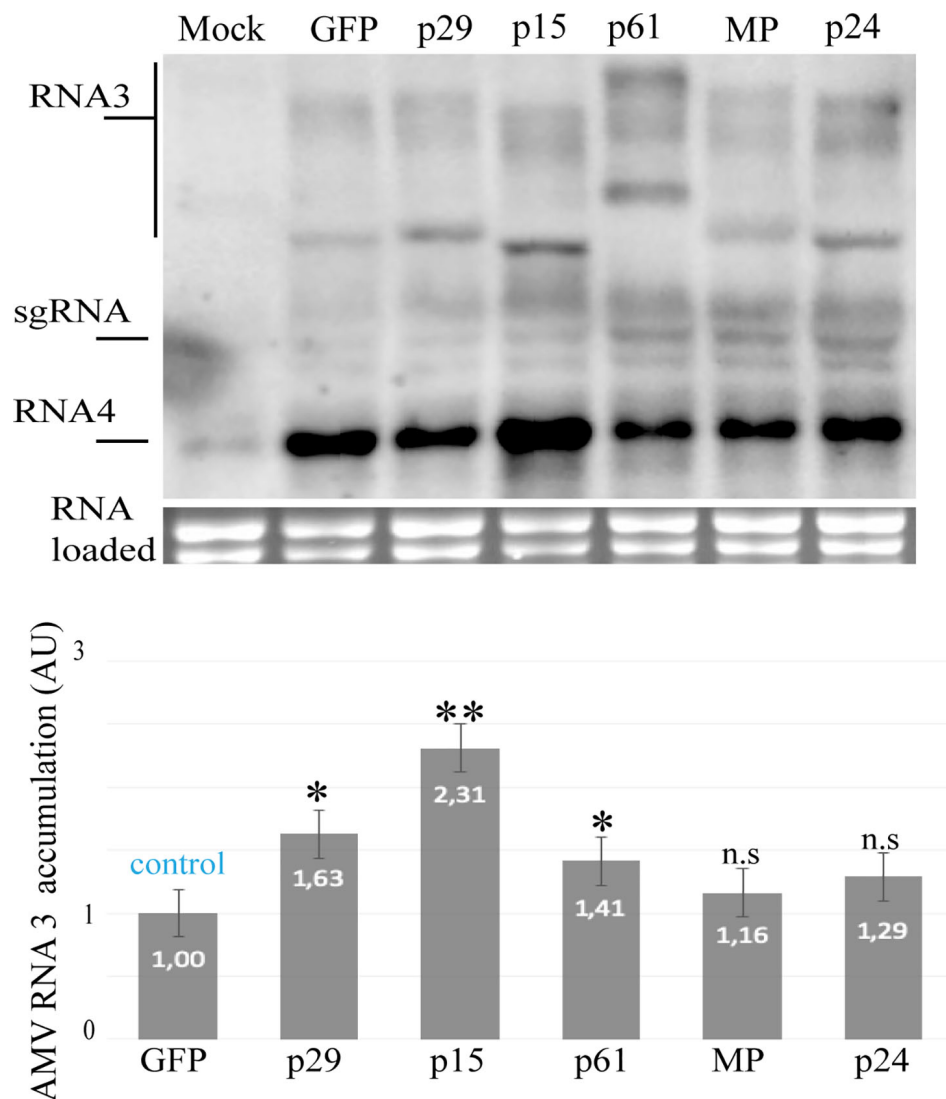 Mock GFP p29 p15 p61 MP p24
RNA3
sgRNA
RNA4
RNA
loaded
AMV RNA 3 accumulation (AU)
3
1
0
control
*
**
*
n.s
n.s
1,00
1,63
2,31
1,41
1,16
1,29
GFP p29 p15 p61 MP p24